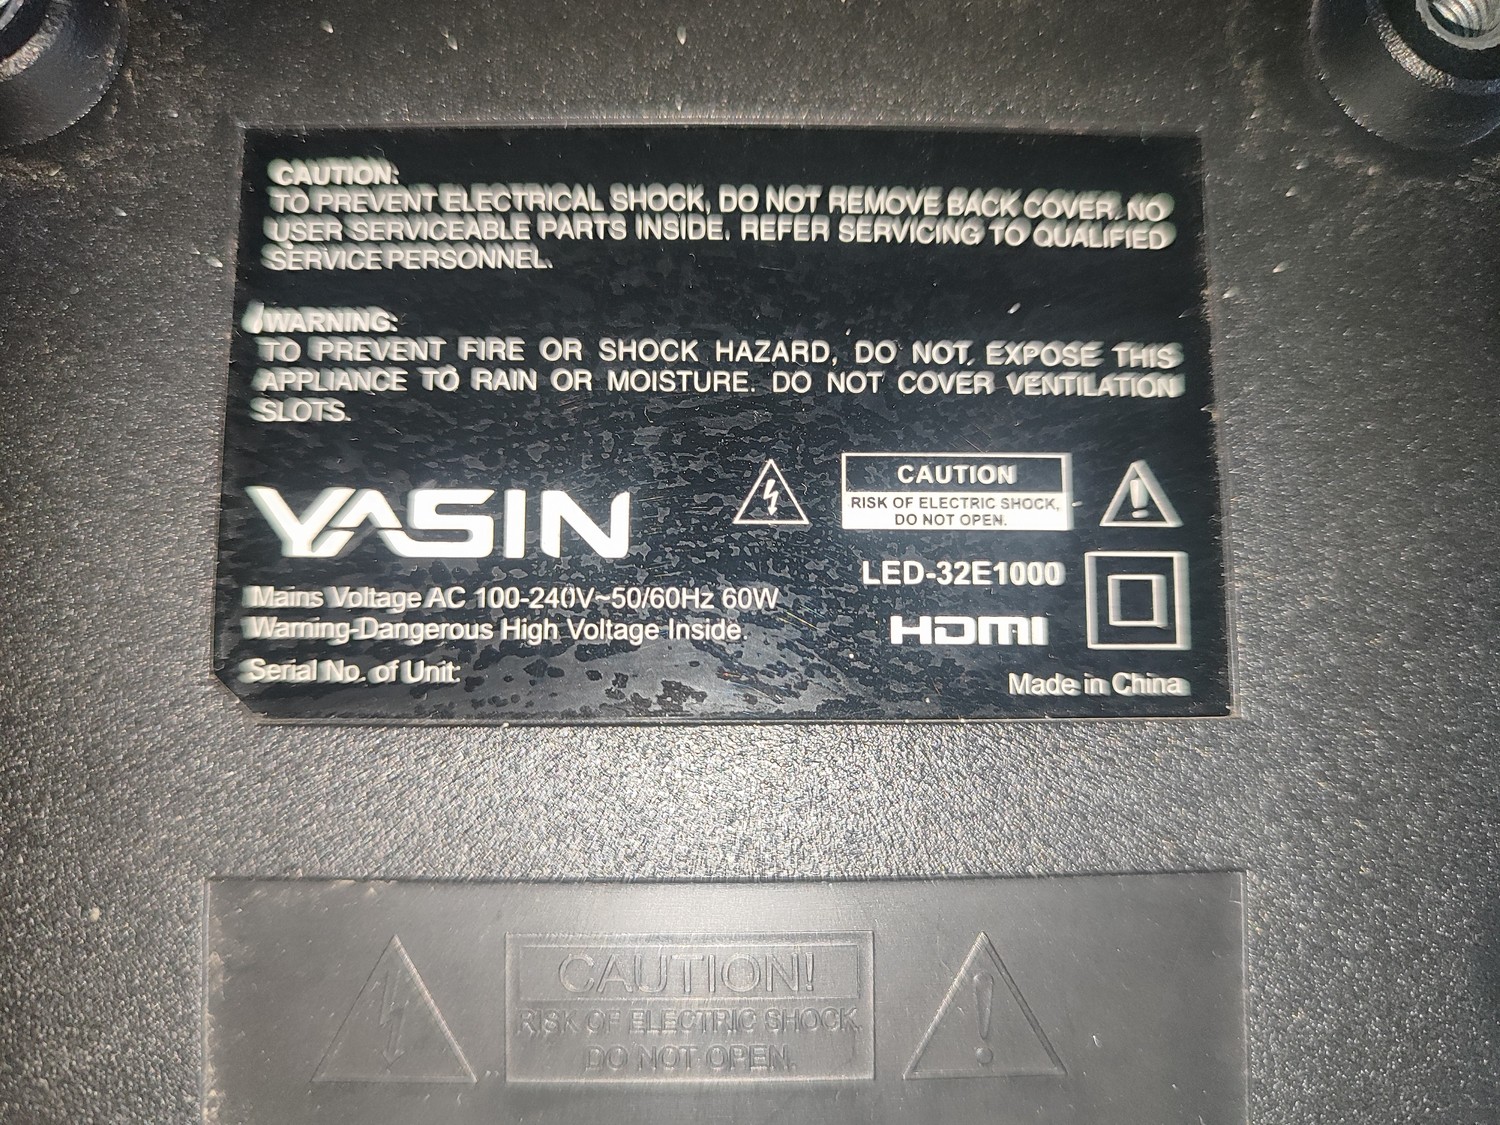 CAUTION:
TO PREVENT ELECTRICAL SHOCK, DO NOT REMOVE BACK COVER. NO
USER SERVICEABLE PARTS INSIDE. REFER SERVICING TO QUALIFIED
SERVICE PERSONNEL.
WARNING:
TO PREVENT FIRE OR SHOCK HAZARD, DO NOT EXPOSE THIS
APPLIANCE TO RAIN OR MOISTURE. DO NOT COVER VENTILATION
SLOTS.
YASIN
CAUTION
RISK OF ELECTRIC SHOCK,
DO NOT OPEN.
LED-32E1000
Mains Voltage AC 100-240V~50/60Hz 60W
HDMI
Warning-Dangerous High Voltage Inside.
Serial No. of Unit:
Made in China
CAUTION!
RISK OF ELECTRIC SHOCK
DO NOT OPEN.